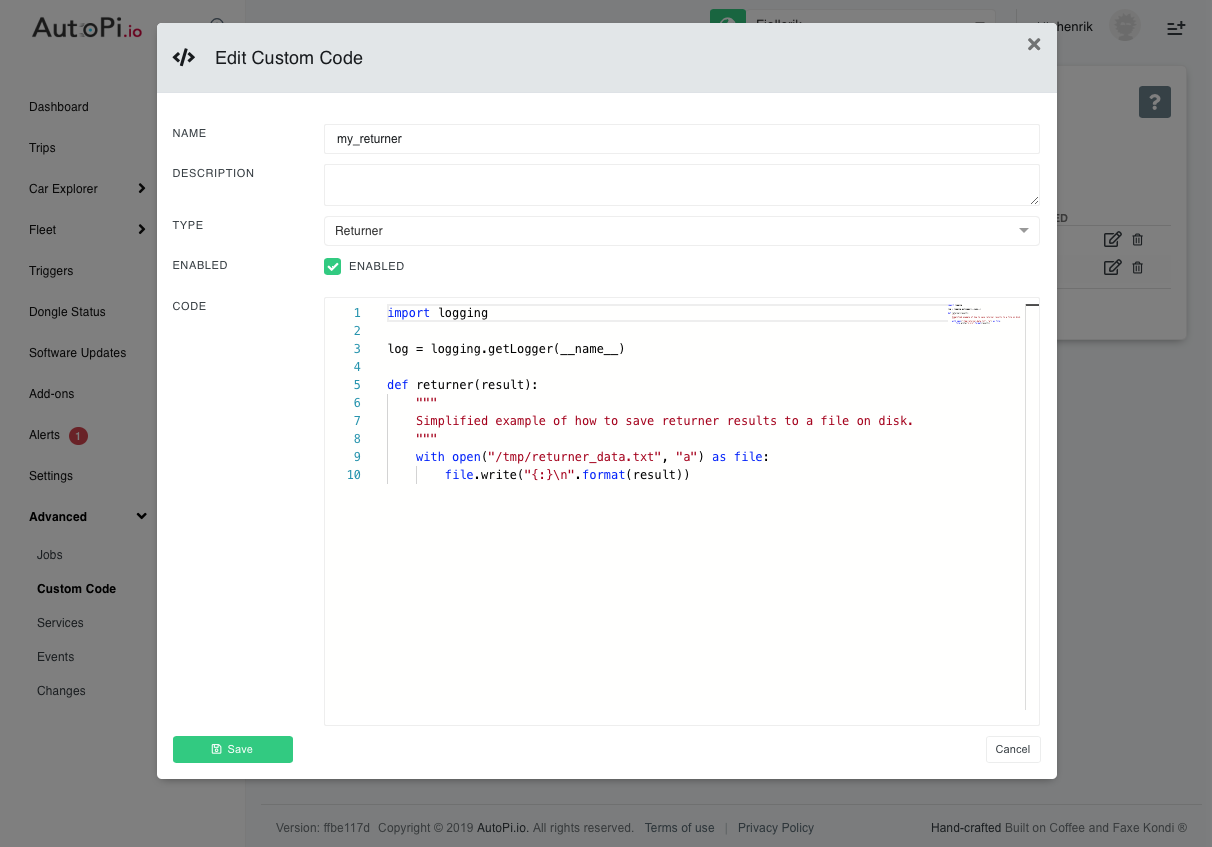 AutoPi.io
henrik
Edit Custom Code
?
Dashboard
Trips
Car Explorer
Fleet
Triggers
Dongle Status
Software Updates
Add-ons
Alerts 1
Settings
Advanced
Jobs
Custom Code
Services
Events
Changes
NAME
my_returner
DESCRIPTION
TYPE
Returner
ENABLED
ENABLED
CODE
1 import logging
2
3 log = logging.getLogger(__name__)
4
5 def returner(result):
6     """
7     Simplified example of how to save returner results to a file on disk.
8     """
9     with open("/tmp/returner_data.txt", "a") as file:
10         file.write("{:}\n".format(result))
ED
Save
Cancel
Version: ffbe117d Copyright © 2019 AutoPi.io. All rights reserved. Terms of use | Privacy Policy
Hand-crafted Built on Coffee and Faxe Kondi ®